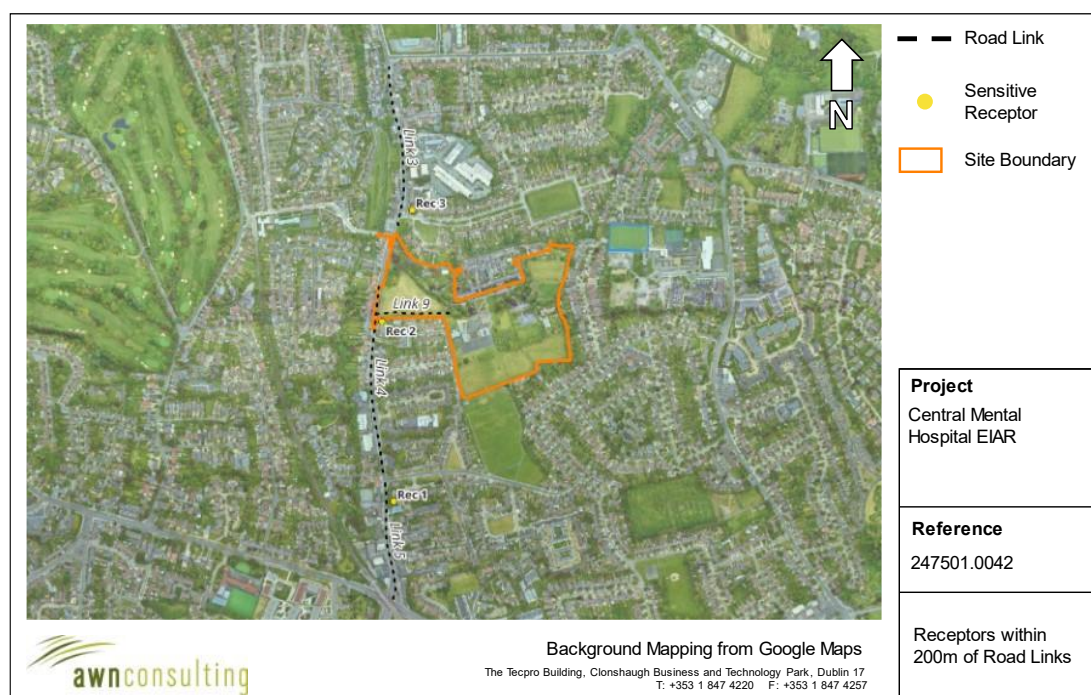 Road Link
Sensitive
Receptor
Site Boundary
N
Link 3
Rec 3
Link 9
Rec 2
Link 4
Rec 1
Link 5
Project
Central Mental
Hospital EIAR
Reference
247501.0042
Receptors within
200m of Road Links
awnconsulting
Background Mapping from Google Maps
The Tecpro Building, Clonshaugh Business and Technology Park, Dublin 17
T: +353 1 847 4220 F: +353 1 847 4257